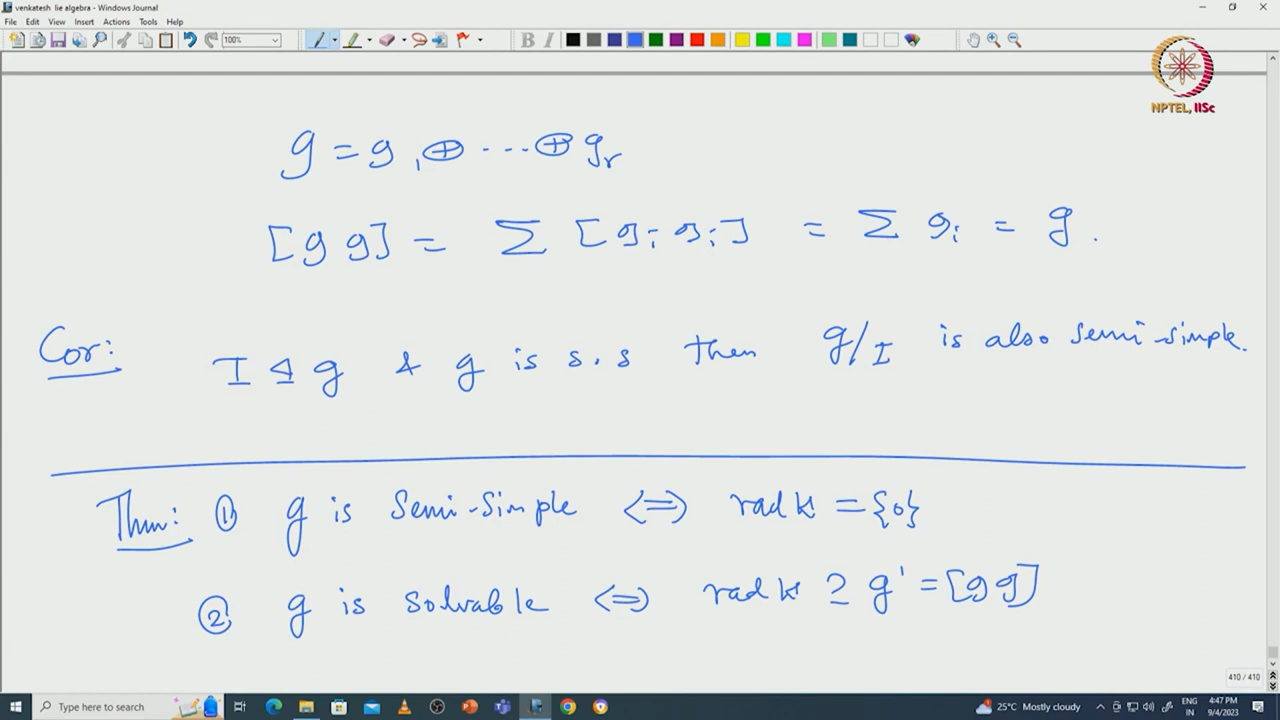 venkatesh lie algebra - Windows Journal
File Edit View Insert Actions Tools Help
100%
B I
NPTEL, IISc
g = g₁ ⊕ ··· ⊕ gᵣ
[g g] = Σ [gᵢ gᵢ] = Σ gᵢ = g.
Cor: I ⊴ g & g is s.s then g/I is also semi-simple.
Thm: ① g is Semi-Simple ⟺ rad κ = {0}
② g is solvable ⟺ rad κ ⊇ g' = [g g]
410 / 410
Type here to search
25°C Mostly cloudy
ENG
IN
4:47 PM
9/4/2023